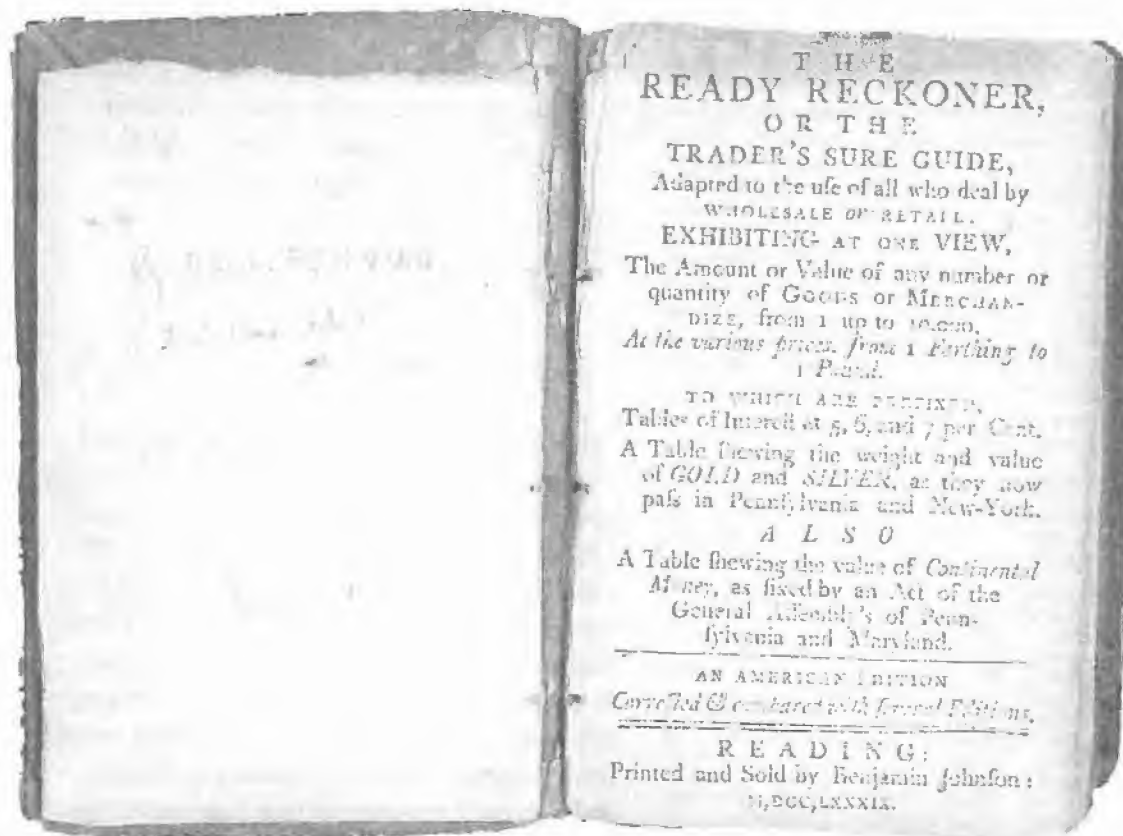 THE
READY RECKONER,
OR THE
TRADER'S SURE GUIDE,
Adapted to the uſe of all who deal by
WHOLESALE OR RETAIL.
EXHIBITING AT ONE VIEW,
The Amount or Value of any number or
quantity of GOODS or MERCHAN-
DIZE, from 1 up to 10,000,
At the various prices, from 1 Farthing to
1 Pound.
TO WHICH ARE PREFIXED,
Tables of Intereſt at 5, 6, and 7 per Cent.
A Table ſhewing the weight and value
of GOLD and SILVER, as they now
paſs in Pennſylvania and New-York.
ALSO
A Table ſhewing the value of Continental
Money, as fixed by an Act of the
General Aſſembly's of Penn-
ſylvania and Maryland.
AN AMERICAN EDITION
Corrected & compared with ſeveral Editions.
READING:
Printed and Sold by Benjamin Johnſon:
M,DCC,LXXXIX.